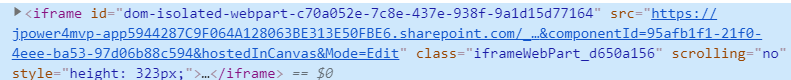 ▶<iframe id="dom-isolated-webpart-c70a052e-7c8e-437e-938f-9a1d15d77164" src="https://
jpower4mvp-app5944287C9F064A128063BE313E50FBE6.sharepoint.com/_…&componentId=95afb1f1-21f0-
4eee-ba53-97d06b88c594&hostedInCanvas&Mode=Edit" class="iframeWebPart_d650a156" scrolling="no"
style="height: 323px;">…</iframe> == $0